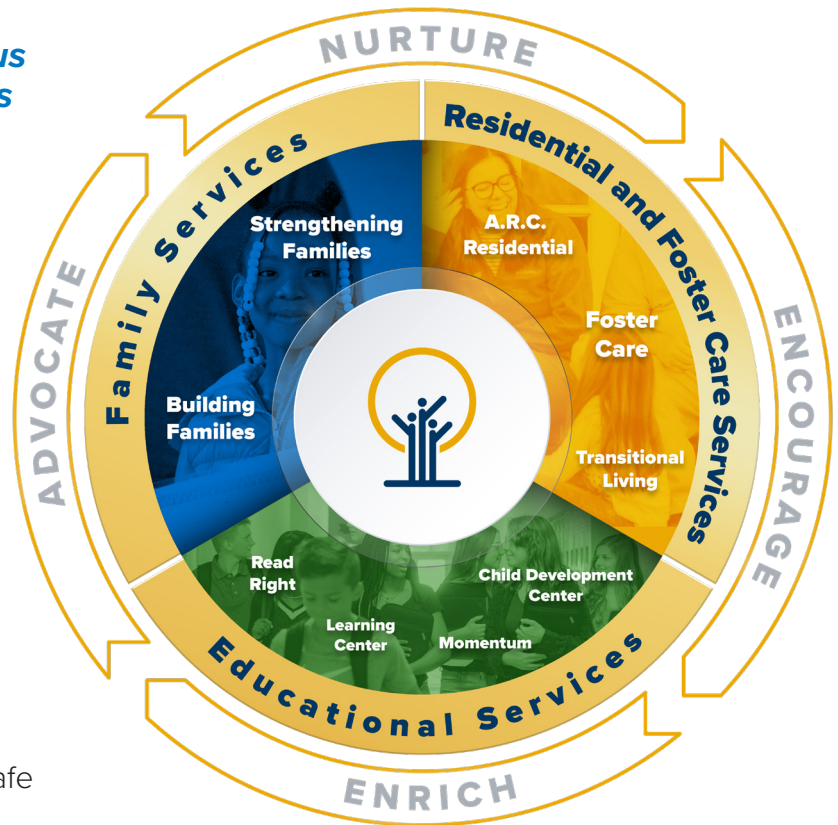 NURTURE
Residential and Foster Care Services
Family Services
A.R.C.
Residential
Strengthening
Families
Foster
Care
ADVOCATE
ENCOURAGE
Building
Families
Transitional
Living
Read
Right
Child Development
Center
Learning
Center
Momentum
Educational Services
ENRICH